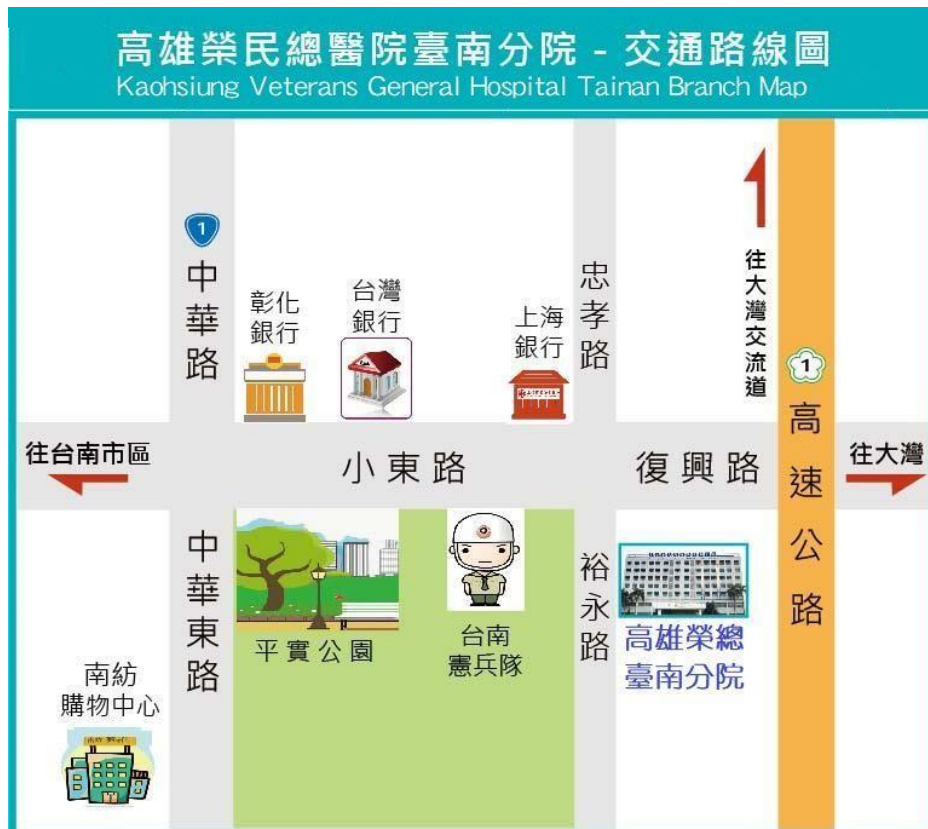 高雄榮民總醫院臺南分院 - 交通路線圖
Kaohsiung Veterans General Hospital Tainan Branch Map
1
中華路
彰化
銀行
台灣
銀行
上海
銀行
忠孝路
往大灣交流道
1
高速公路
往台南市區
小東路
復興路
往大灣
中華東路
平實公園
台南
憲兵隊
裕永路
高雄榮總
臺南分院
南紡
購物中心